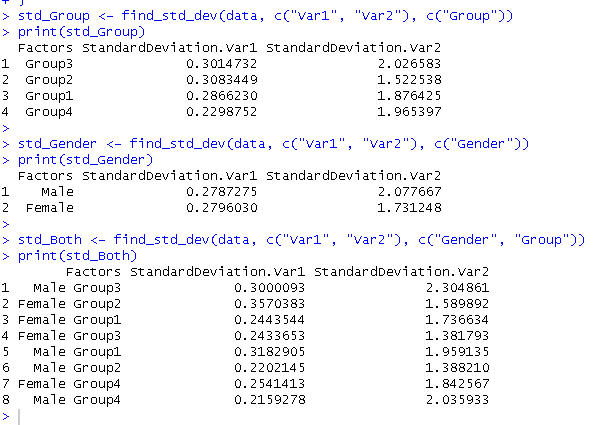 > std_Group <- find_std_dev(data, c("Var1", "Var2"), c("Group"))
> print(std_Group)
  Factors StandardDeviation.Var1 StandardDeviation.Var2
1  Group3              0.3014732               2.026583
2  Group2              0.3083449               1.522538
3  Group1              0.2866230               1.876425
4  Group4              0.2298752               1.965397
>
> std_Gender <- find_std_dev(data, c("Var1", "Var2"), c("Gender"))
> print(std_Gender)
  Factors StandardDeviation.Var1 StandardDeviation.Var2
1    Male              0.2787275               2.077667
2  Female              0.2796030               1.731248
>
> std_Both <- find_std_dev(data, c("Var1", "Var2"), c("Gender", "Group"))
> print(std_Both)
        Factors StandardDeviation.Var1 StandardDeviation.Var2
1   Male Group3              0.3000093               2.304861
2 Female Group2              0.3570383               1.589892
3 Female Group1              0.2443544               1.736634
4 Female Group3              0.2433653               1.381793
5   Male Group1              0.3182905               1.959135
6   Male Group2              0.2202145               1.388210
7 Female Group4              0.2541413               1.842567
8   Male Group4              0.2159278               2.035933
>